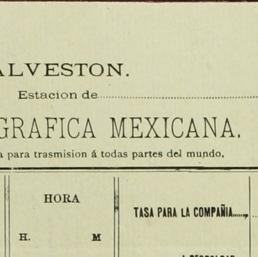 ALVESTON.
Estacion de
GRAFICA MEXICANA.
a para trasmision á todas partes del mundo.
HORA
TASA PARA LA COMPAÑIA
H. M